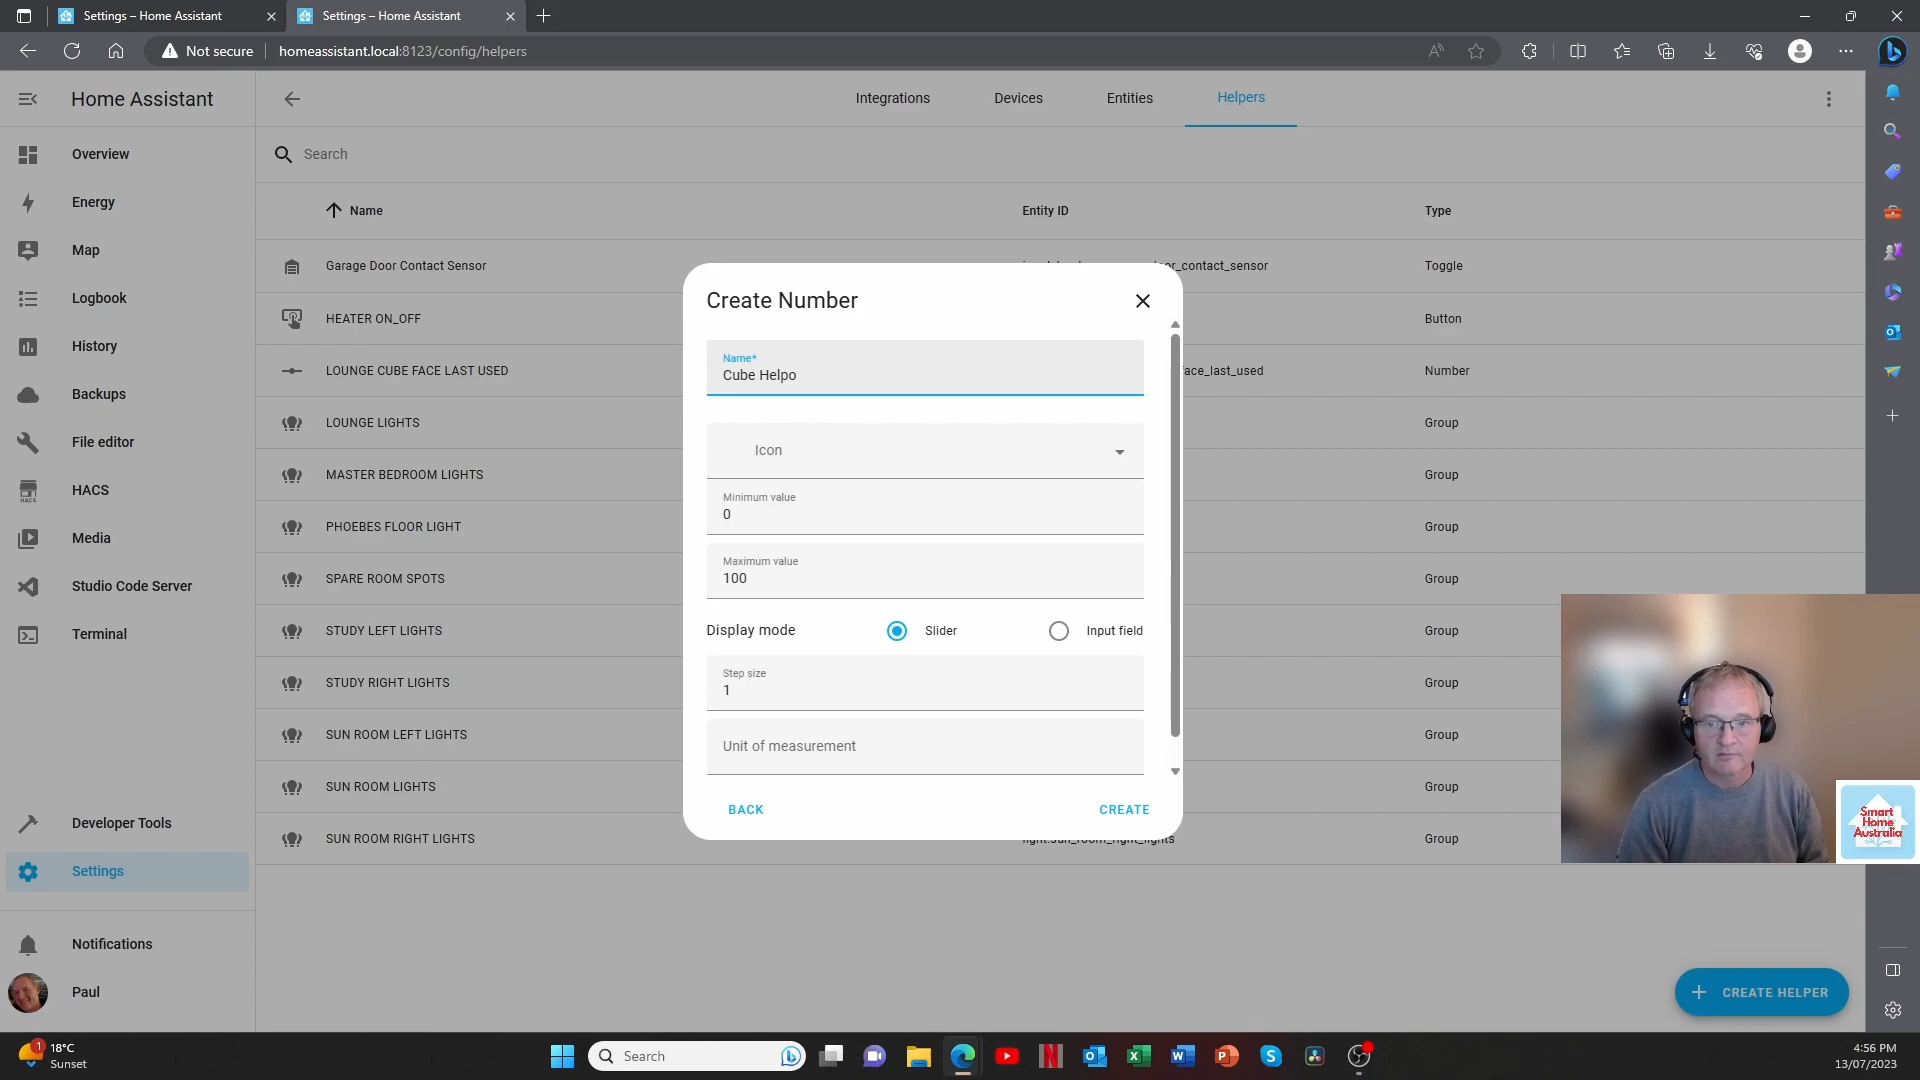 Settings – Home Assistant
Settings – Home Assistant
Not secure
homeassistant.local:8123/config/helpers
Home Assistant
Integrations
Devices
Entities
Helpers
Overview
Energy
Map
Logbook
History
Backups
File editor
HACS
HACS
Media
Studio Code Server
Terminal
Developer Tools
Settings
Notifications
Paul
Search
Name
Entity ID
Type
Garage Door Contact Sensor
door_contact_sensor
Toggle
HEATER ON_OFF
Button
LOUNGE CUBE FACE LAST USED
face_last_used
Number
LOUNGE LIGHTS
Group
MASTER BEDROOM LIGHTS
Group
PHOEBES FLOOR LIGHT
Group
SPARE ROOM SPOTS
Group
STUDY LEFT LIGHTS
Group
STUDY RIGHT LIGHTS
Group
SUN ROOM LEFT LIGHTS
Group
SUN ROOM LIGHTS
Group
SUN ROOM RIGHT LIGHTS
light.sun_room_right_lights
Group
Create Number
Name*
Cube Helpo
Icon
Minimum value
0
Maximum value
100
Display mode
Slider
Input field
Step size
1
Unit of measurement
BACK
CREATE
Smart
Home
Australia
CREATE HELPER
1
18°C
Sunset
Search
4:56 PM
13/07/2023